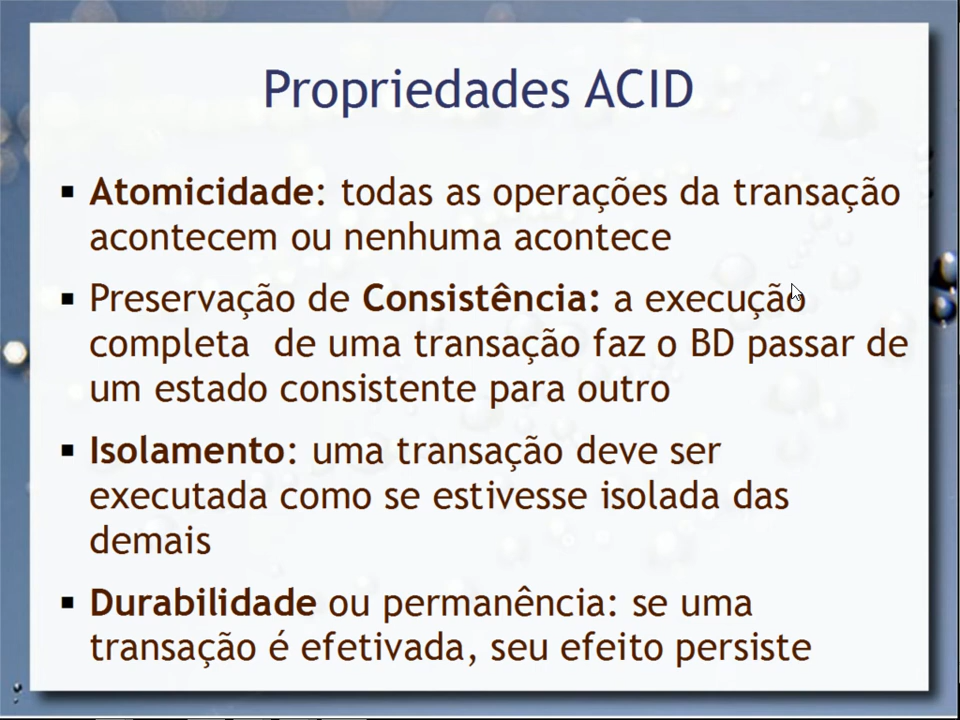 Propriedades ACID
▪ Atomicidade: todas as operações da transação
acontecem ou nenhuma acontece
▪ Preservação de Consistência: a execução
completa  de uma transação faz o BD passar de
um estado consistente para outro
▪ Isolamento: uma transação deve ser
executada como se estivesse isolada das
demais
▪ Durabilidade ou permanência: se uma
transação é efetivada, seu efeito persiste